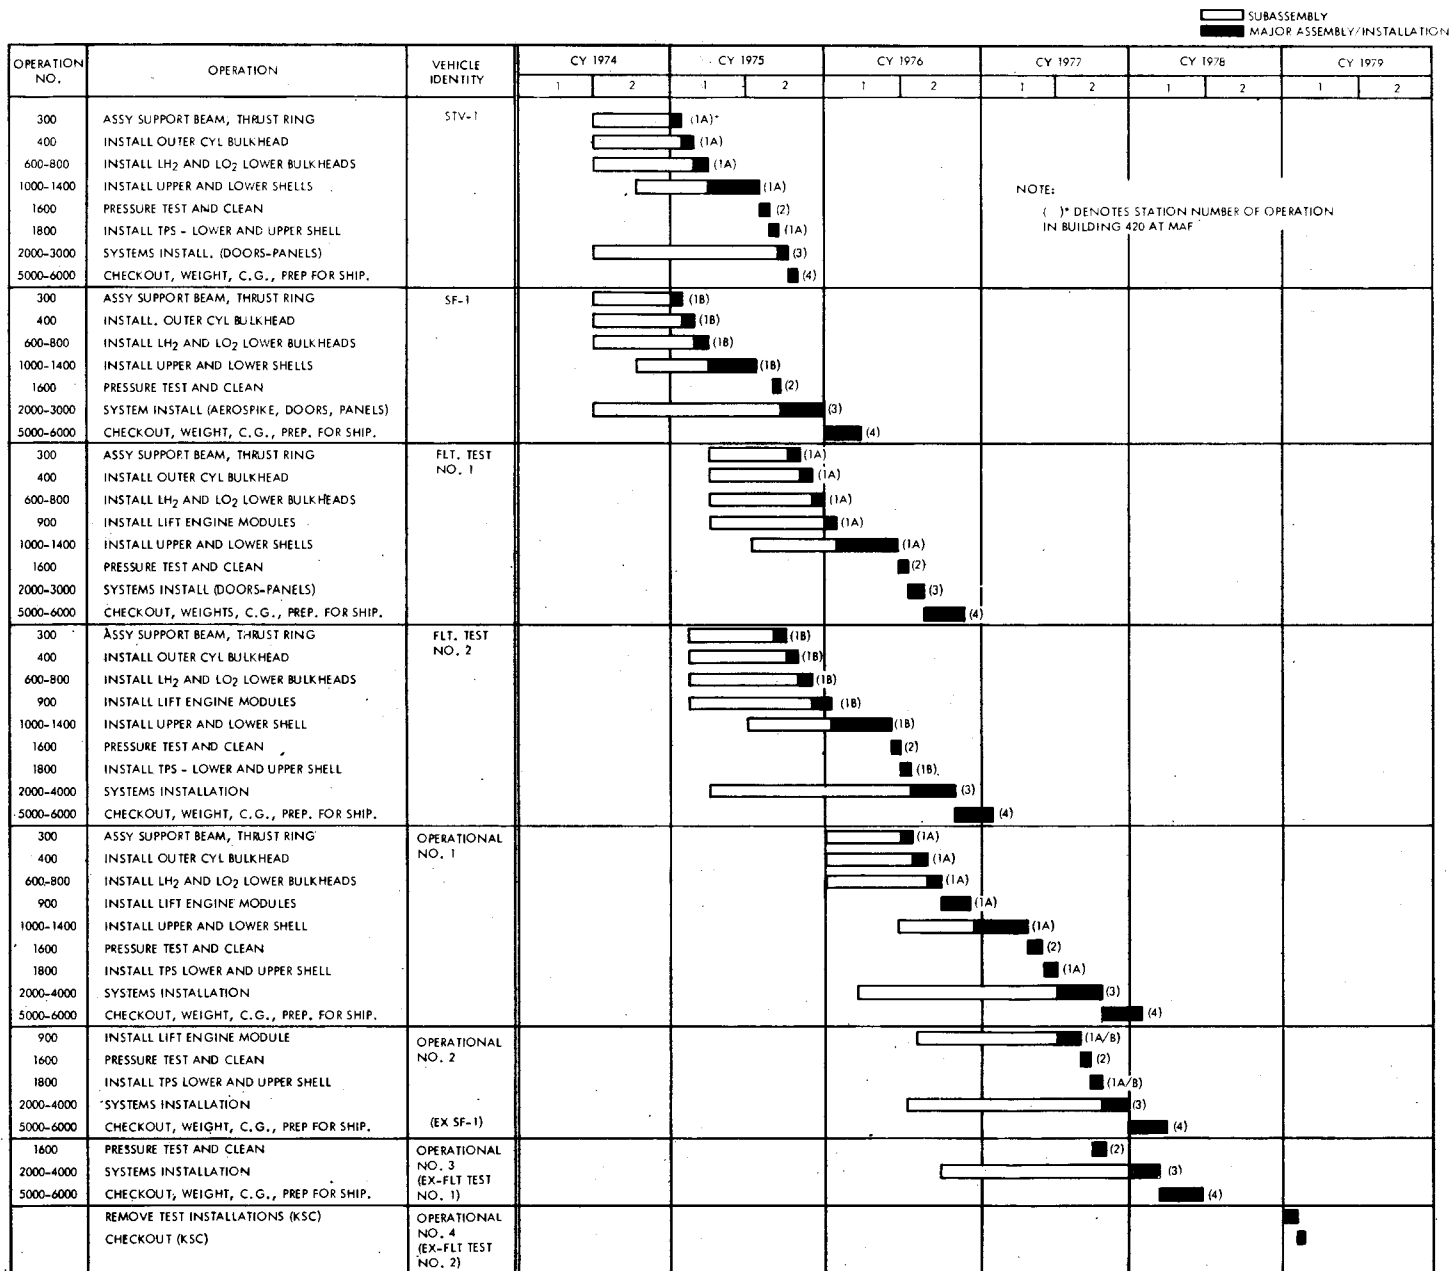 SUBASSEMBLY
MAJOR ASSEMBLY/INSTALLATION
OPERATION NO. OPERATION VEHICLE IDENTITY CY 1974 CY 1975 CY 1976 CY 1977 CY 1978 CY 1979
1 2 1 2 1 2 1 2 1 2 1 2
300 ASSY SUPPORT BEAM, THRUST RING STV-1 (1A)*
400 INSTALL OUTER CYL BULKHEAD (1A)
600-800 INSTALL LH2 AND LO2 LOWER BULKHEADS (1A)
1000-1400 INSTALL UPPER AND LOWER SHELLS (1A)
1600 PRESSURE TEST AND CLEAN (2)
1800 INSTALL TPS - LOWER AND UPPER SHELL (1A)
2000-3000 SYSTEMS INSTALL. (DOORS-PANELS) (3)
5000-6000 CHECKOUT, WEIGHT, C.G., PREP FOR SHIP. (4)
NOTE:
( )* DENOTES STATION NUMBER OF OPERATION
IN BUILDING 420 AT MAF
300 ASSY SUPPORT BEAM, THRUST RING SF-1 (1B)
400 INSTALL. OUTER CYL BULKHEAD (1B)
600-800 INSTALL LH2 AND LO2 LOWER BULKHEADS (1B)
1000-1400 INSTALL UPPER AND LOWER SHELLS (1B)
1600 PRESSURE TEST AND CLEAN (2)
2000-3000 SYSTEM INSTALL (AEROSPIKE, DOORS, PANELS) (3)
5000-6000 CHECKOUT, WEIGHT, C.G., PREP. FOR SHIP. (4)
300 ASSY SUPPORT BEAM, THRUST RING FLT. TEST NO. 1 (1A)
400 INSTALL OUTER CYL BULKHEAD (1A)
600-800 INSTALL LH2 AND LO2 LOWER BULKHEADS (1A)
900 INSTALL LIFT ENGINE MODULES (1A)
1000-1400 INSTALL UPPER AND LOWER SHELLS (1A)
1600 PRESSURE TEST AND CLEAN (2)
2000-3000 SYSTEMS INSTALL (DOORS-PANELS) (3)
5000-6000 CHECKOUT, WEIGHTS, C.G., PREP. FOR SHIP. (4)
300 ASSY SUPPORT BEAM, THRUST RING FLT. TEST NO. 2 (1B)
400 INSTALL OUTER CYL BULKHEAD (1B)
600-800 INSTALL LH2 AND LO2 LOWER BULKHEADS (1B)
900 INSTALL LIFT ENGINE MODULES (1B)
1000-1400 INSTALL UPPER AND LOWER SHELL (1B)
1600 PRESSURE TEST AND CLEAN (2)
1800 INSTALL TPS - LOWER AND UPPER SHELL (1B)
2000-4000 SYSTEMS INSTALLATION (3)
5000-6000 CHECKOUT, WEIGHT, C.G., PREP. FOR SHIP. (4)
300 ASSY SUPPORT BEAM, THRUST RING OPERATIONAL NO. 1 (1A)
400 INSTALL OUTER CYL BULKHEAD (1A)
600-800 INSTALL LH2 AND LO2 LOWER BULKHEADS (1A)
900 INSTALL LIFT ENGINE MODULES (1A)
1000-1400 INSTALL UPPER AND LOWER SHELL (1A)
1600 PRESSURE TEST AND CLEAN (2)
1800 INSTALL TPS LOWER AND UPPER SHELL (1A)
2000-4000 SYSTEMS INSTALLATION (3)
5000-6000 CHECKOUT, WEIGHT, C.G., PREP. FOR SHIP. (4)
900 INSTALL LIFT ENGINE MODULE OPERATIONAL NO. 2 (1A/B)
1600 PRESSURE TEST AND CLEAN (2)
1800 INSTALL TPS LOWER AND UPPER SHELL (1A/B)
2000-4000 SYSTEMS INSTALLATION (3)
5000-6000 CHECKOUT, WEIGHT, C.G., PREP FOR SHIP. (EX SF-1) (4)
1600 PRESSURE TEST AND CLEAN OPERATIONAL (2)
2000-4000 SYSTEMS INSTALLATION NO. 3 (EX-FLT TEST (3)
5000-6000 CHECKOUT, WEIGHT, C.G., PREP FOR SHIP. NO. 1) (4)
REMOVE TEST INSTALLATIONS (KSC) OPERATIONAL
CHECKOUT (KSC) NO. 4
(EX-FLT TEST
NO. 2)